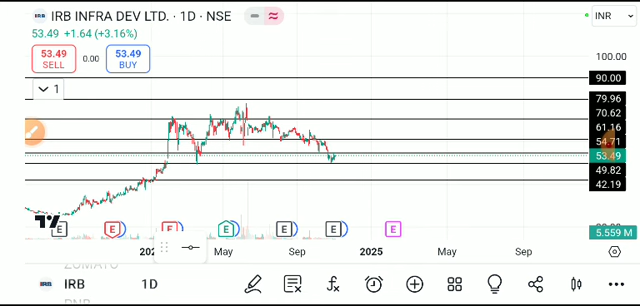 IRB IRB INFRA DEV LTD. · 1D · NSE
INR
53.49 +1.64 (+3.16%)
53.49 SELL
0.00
53.49 BUY
1
100.00
90.00
79.96
70.62
61.16
54.71
53.49
49.82
42.19
5.559 M
E E E E E E E
May
Sep
2025
May
Sep
IRB IRB 1D